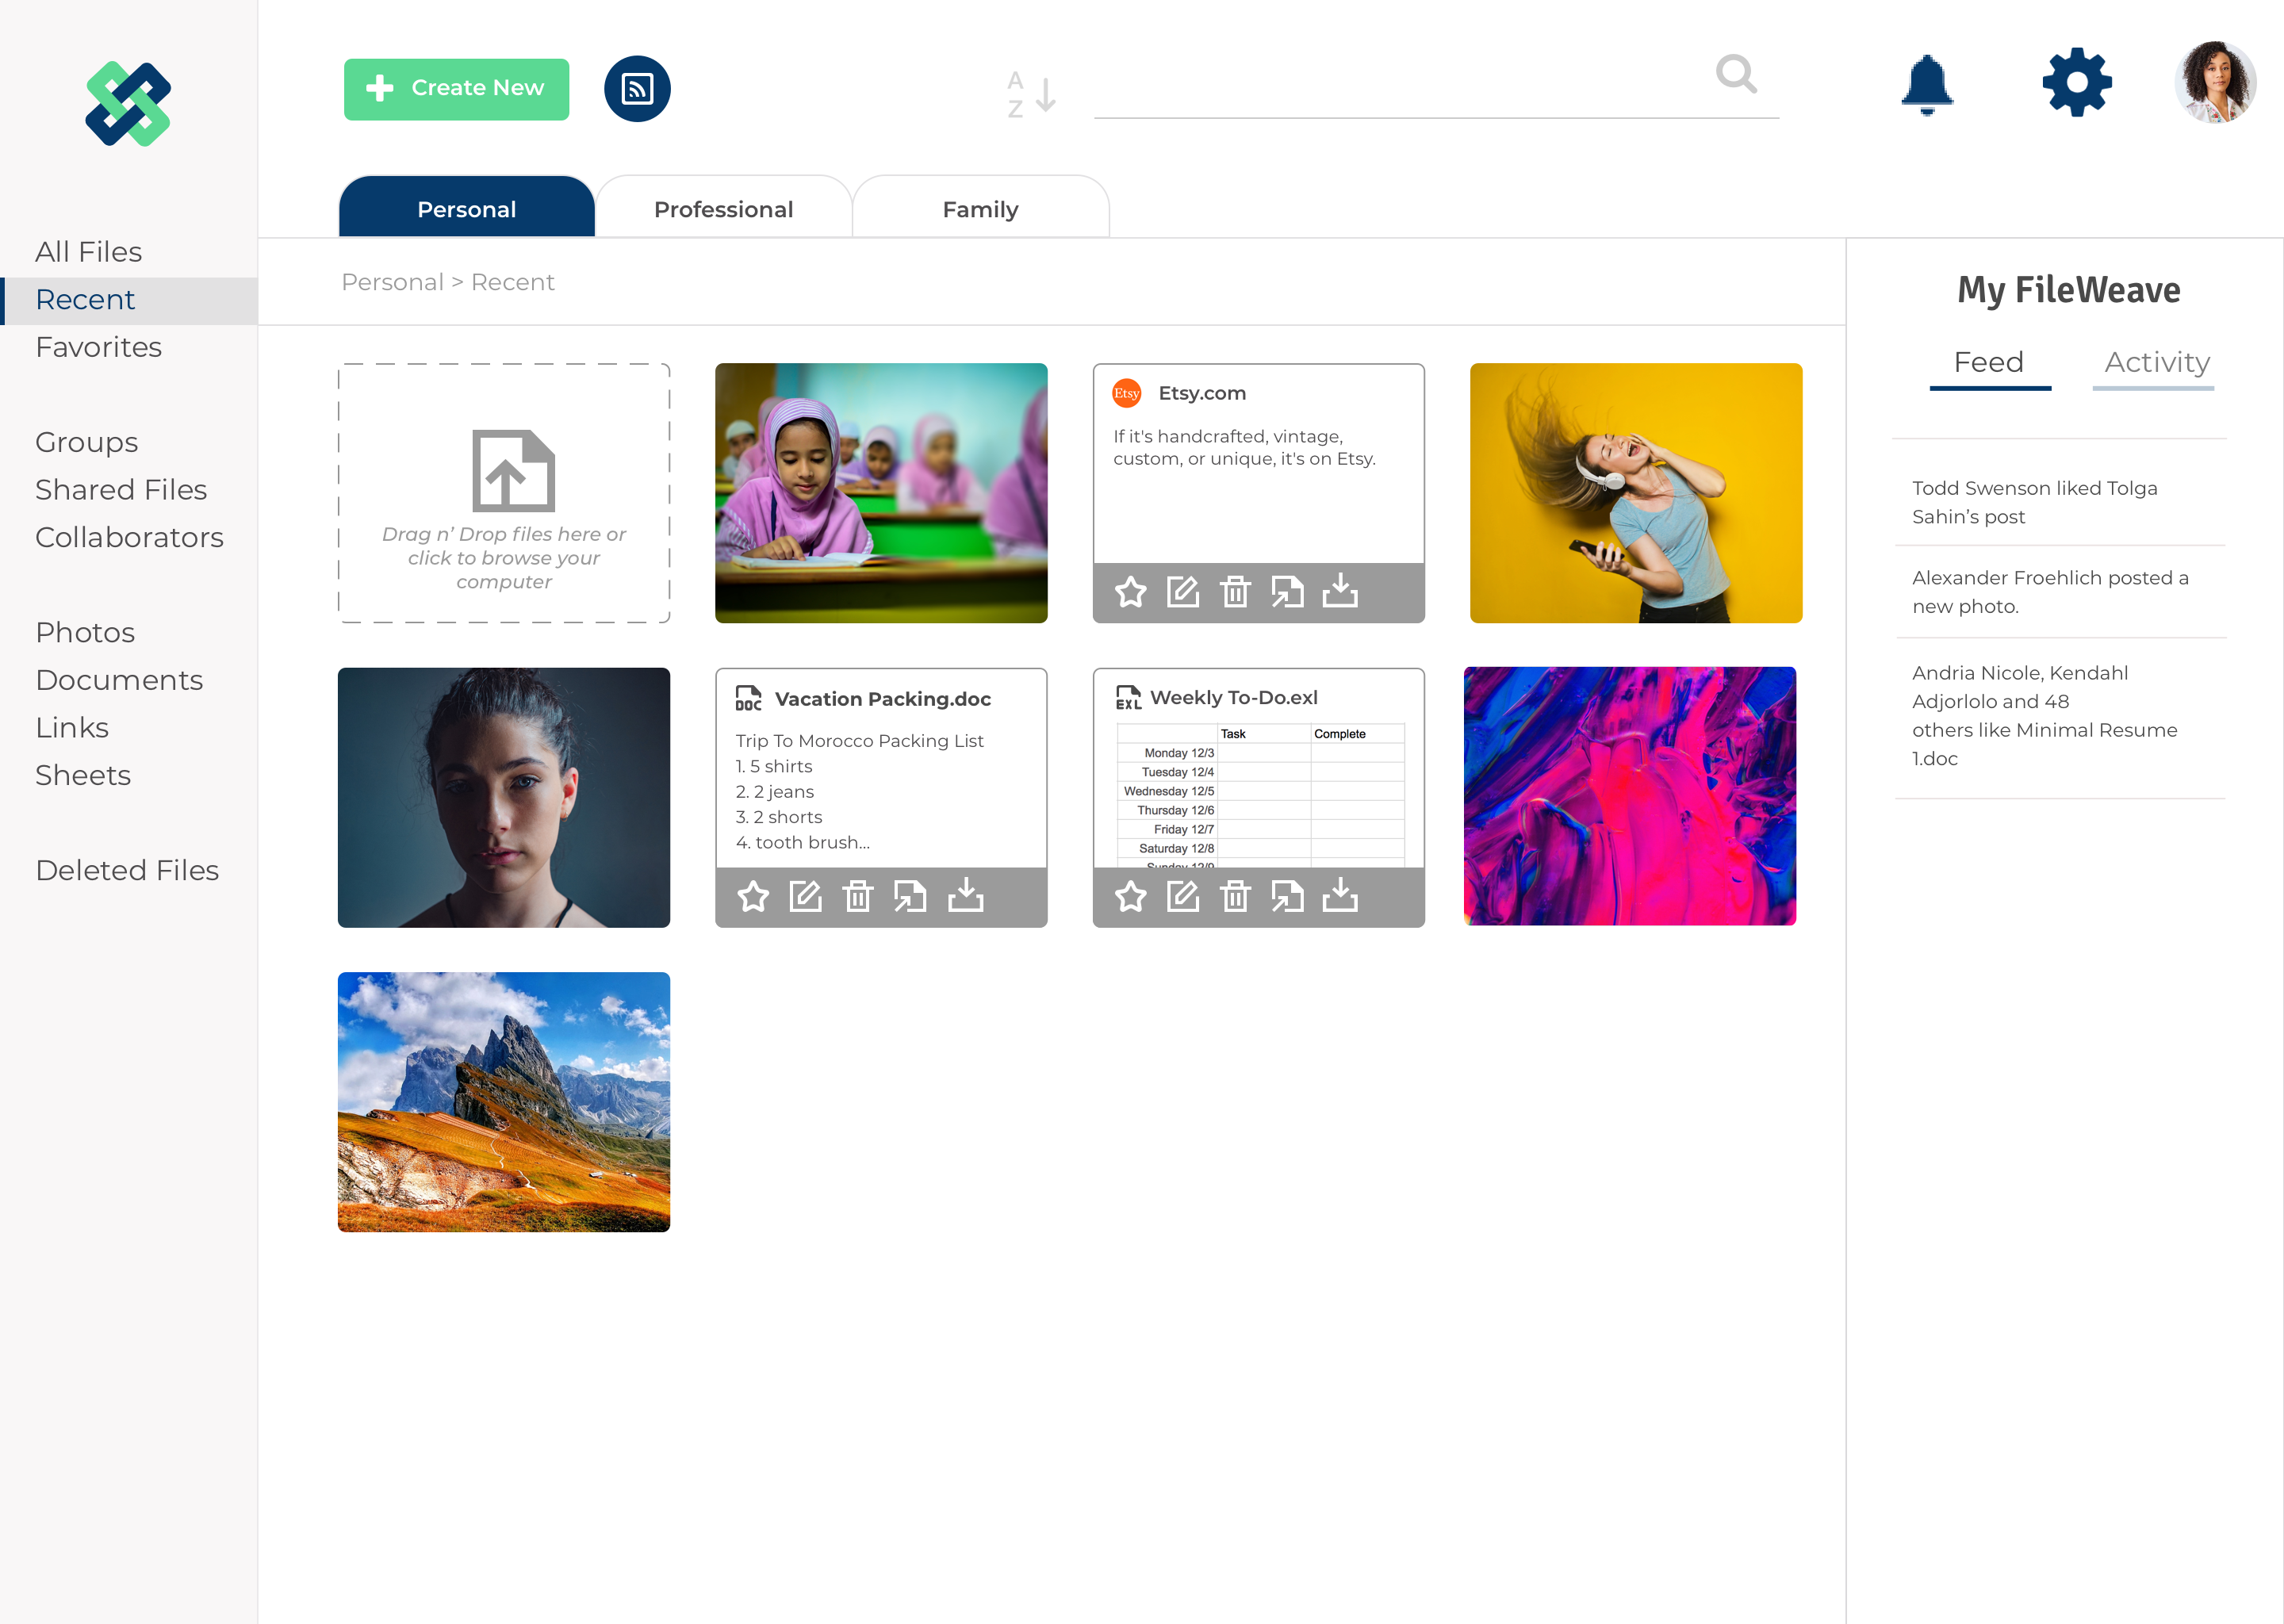 Create New
A
Z
Personal
Professional
Family
All Files
Recent
Favorites
Groups
Shared Files
Collaborators
Photos
Documents
Links
Sheets
Deleted Files
Personal > Recent
Drag n’ Drop files here or
click to browse your
computer
Etsy
Etsy.com
If it's handcrafted, vintage,
custom, or unique, it's on Etsy.
DOC
Vacation Packing.doc
Trip To Morocco Packing List
1. 5 shirts
2. 2 jeans
3. 2 shorts
4. tooth brush...
EXL
Weekly To-Do.exl
Task Complete
Monday 12/3
Tuesday 12/4
Wednesday 12/5
Thursday 12/6
Friday 12/7
Saturday 12/8
Sunday 12/9
My FileWeave
Feed
Activity
Todd Swenson liked Tolga
Sahin’s post
Alexander Froehlich posted a
new photo.
Andria Nicole, Kendahl
Adjorlolo and 48
others like Minimal Resume
1.doc